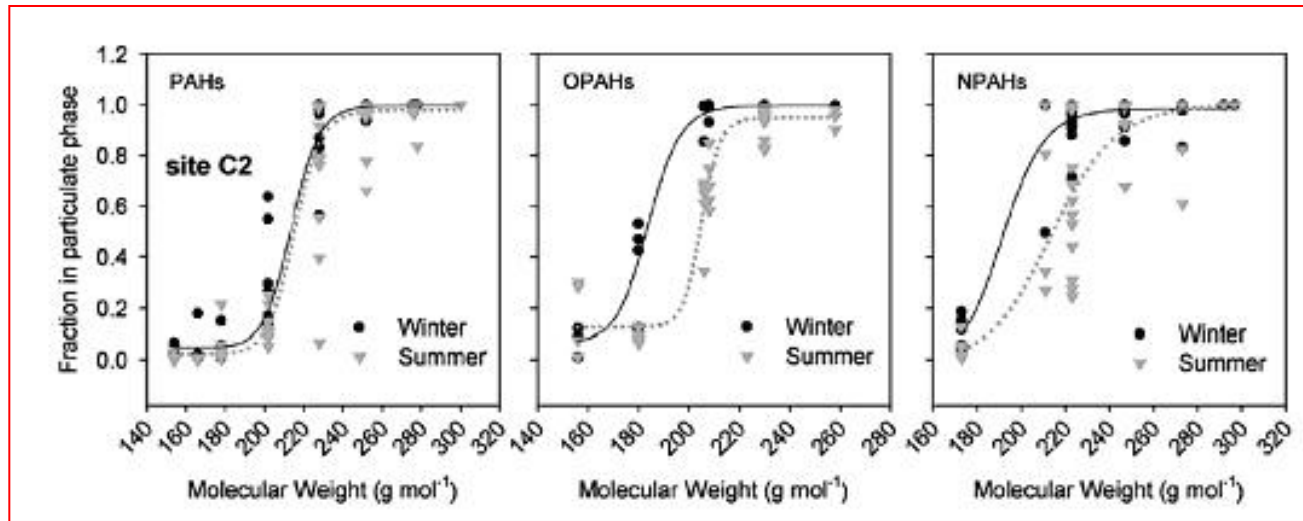 Fraction in particulate phase
1.2
1.0
0.8
0.6
0.4
0.2
0.0
PAHs
site C2
Winter
Summer
140 160 180 200 220 240 260 280 300 320
Molecular Weight (g mol-1)
OPAHs
Winter
Summer
140 160 180 200 220 240 260 280
Molecular Weight (g mol-1)
NPAHs
Winter
Summer
160 180 200 220 240 260 280 300 320
Molecular Weight (g mol-1)